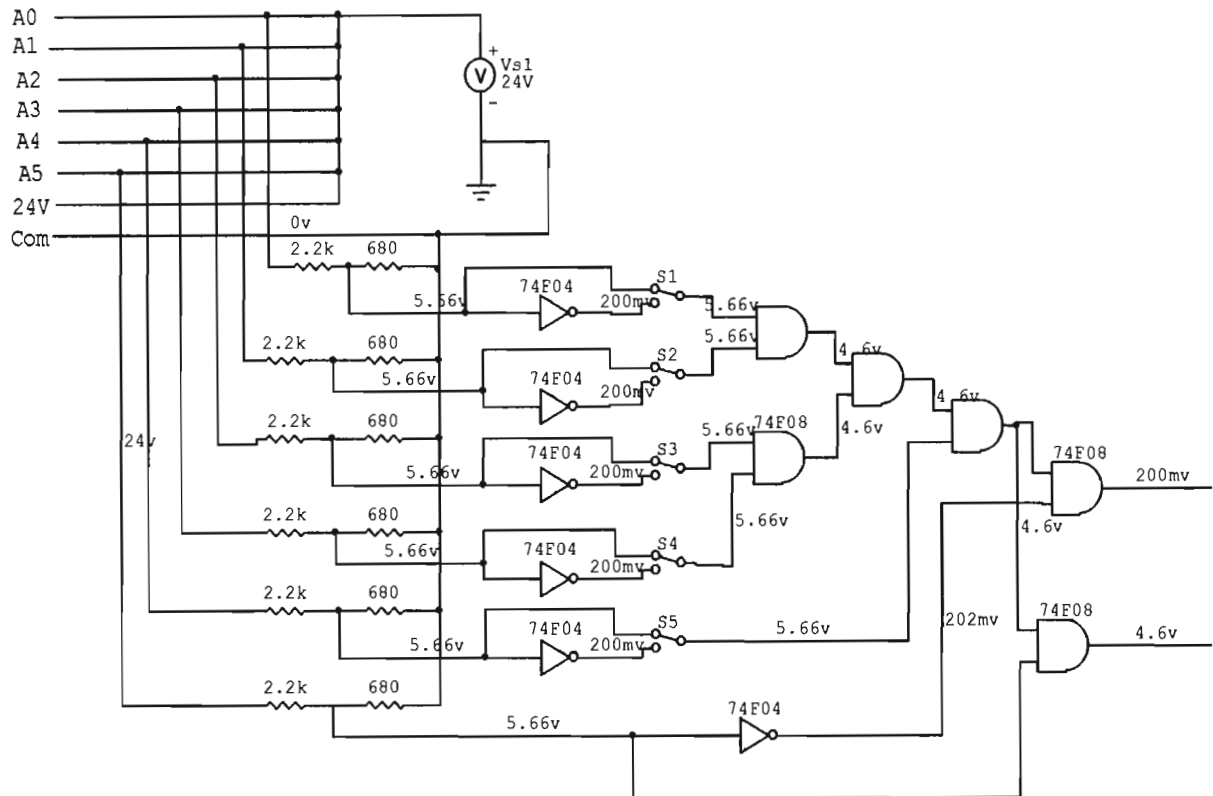 A0
A1
A2
A3
A4
A5
24V
Com
+
Vs1
24V
-
V
0v
2.2k 680
5.66v
74F04
200mv
S1
5.66v
2.2k 680
5.66v
74F04
200mv
S2
5.66v
4.6v
2.2k 680
24v
5.66v
74F04
200mv
S3
5.66v
74F08
4.6v
4.6v
74F08
200mv
2.2k 680
5.66v
74F04
200mv
S4
5.66v
4.6v
2.2k 680
5.66v
74F04
200mv
S5
5.66v
202mv
74F08
4.6v
2.2k 680
5.66v
74F04